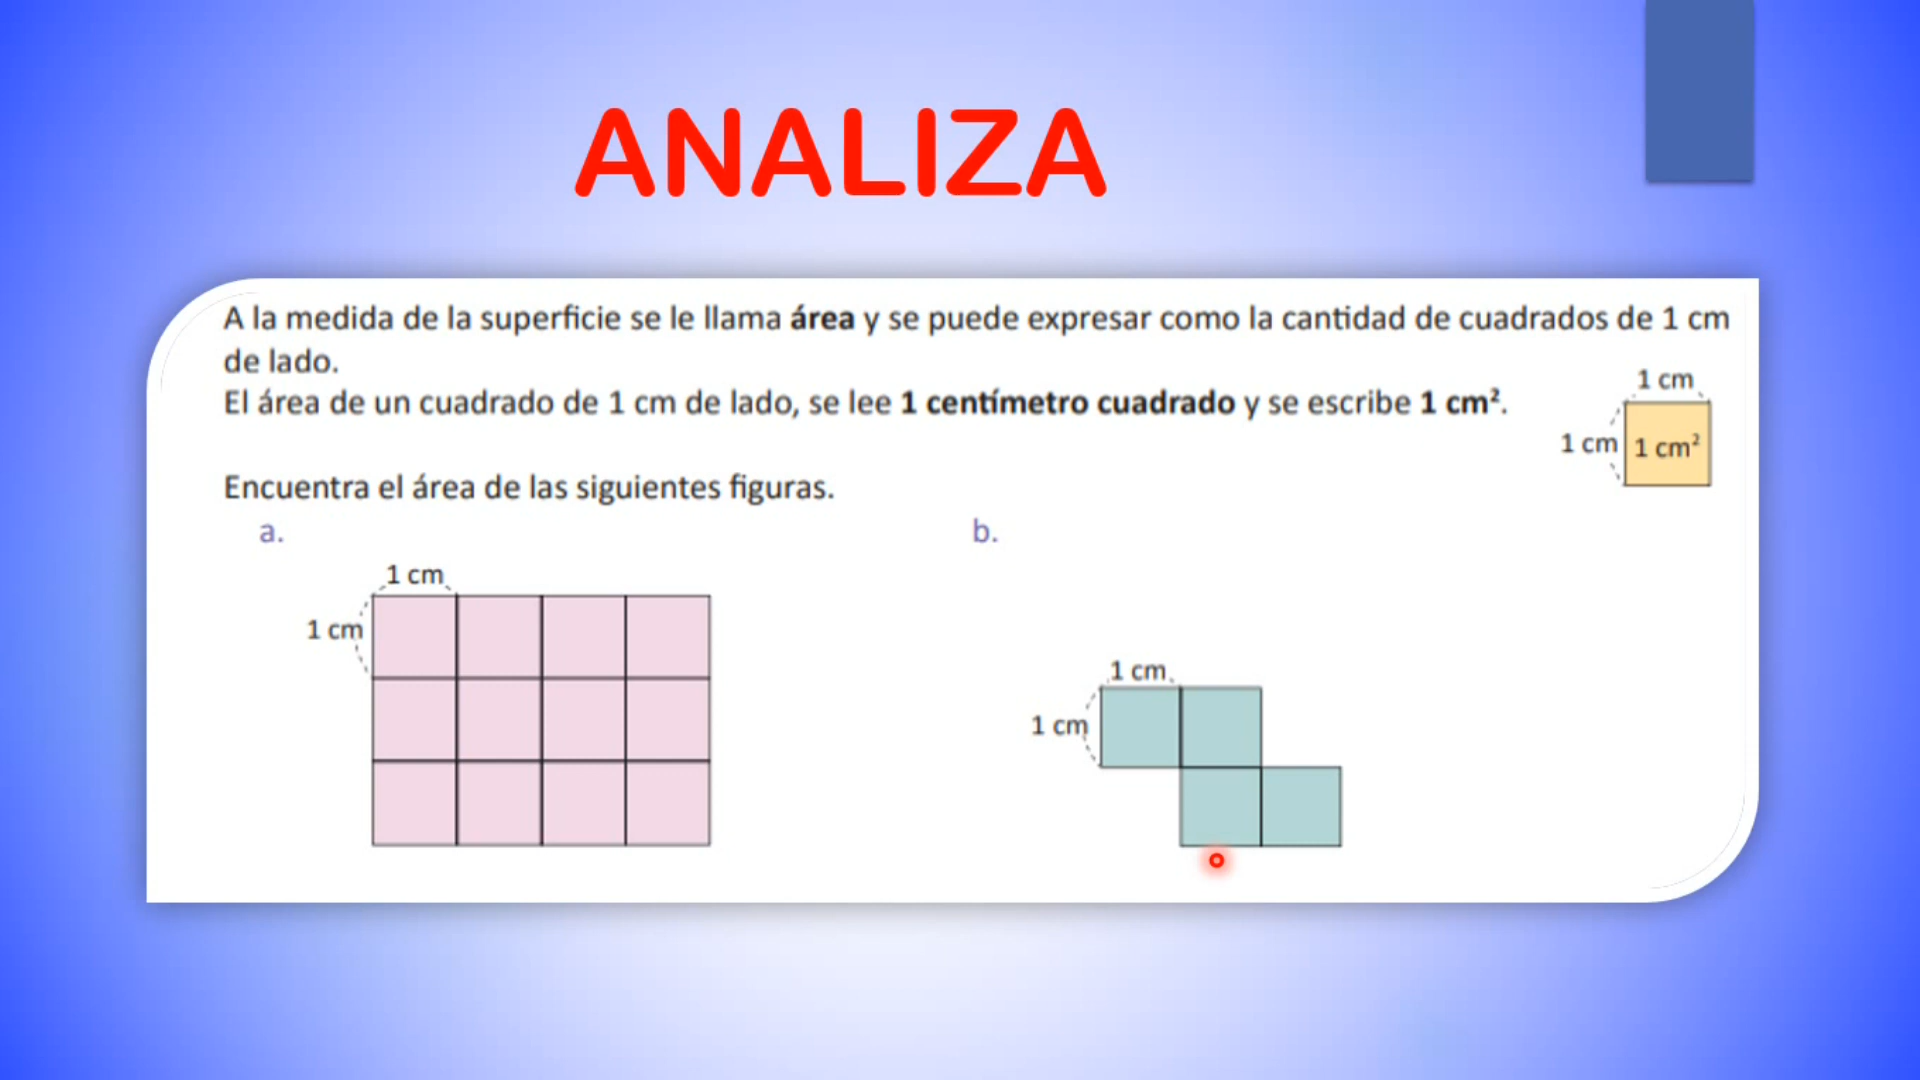 ANALIZA
A la medida de la superficie se le llama área y se puede expresar como la cantidad de cuadrados de 1 cm
de lado.
El área de un cuadrado de 1 cm de lado, se lee 1 centímetro cuadrado y se escribe 1 cm².
1 cm
1 cm
1 cm²
Encuentra el área de las siguientes figuras.
a.
1 cm
1 cm
b.
1 cm
1 cm